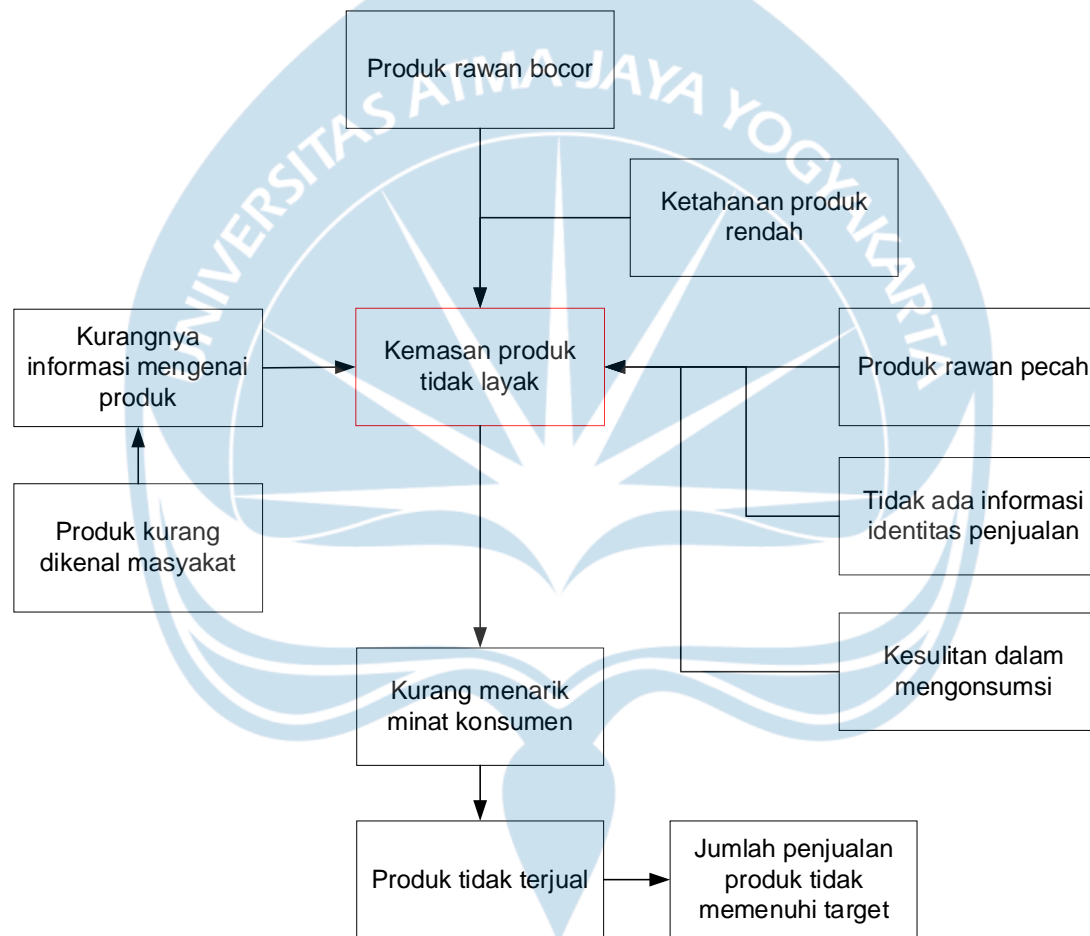 Produk rawan bocor
UNIVERSITAS ATMA JAYA YOGYAKARTA
Ketahanan produk
rendah
Kurangnya
informasi mengenai
produk
Kemasan produk
tidak layak
Produk rawan pecah
Produk kurang
dikenal masyakat
Tidak ada informasi
identitas penjualan
Kesulitan dalam
mengonsumsi
Kurang menarik
minat konsumen
Produk tidak terjual
Jumlah penjualan
produk tidak
memenuhi target